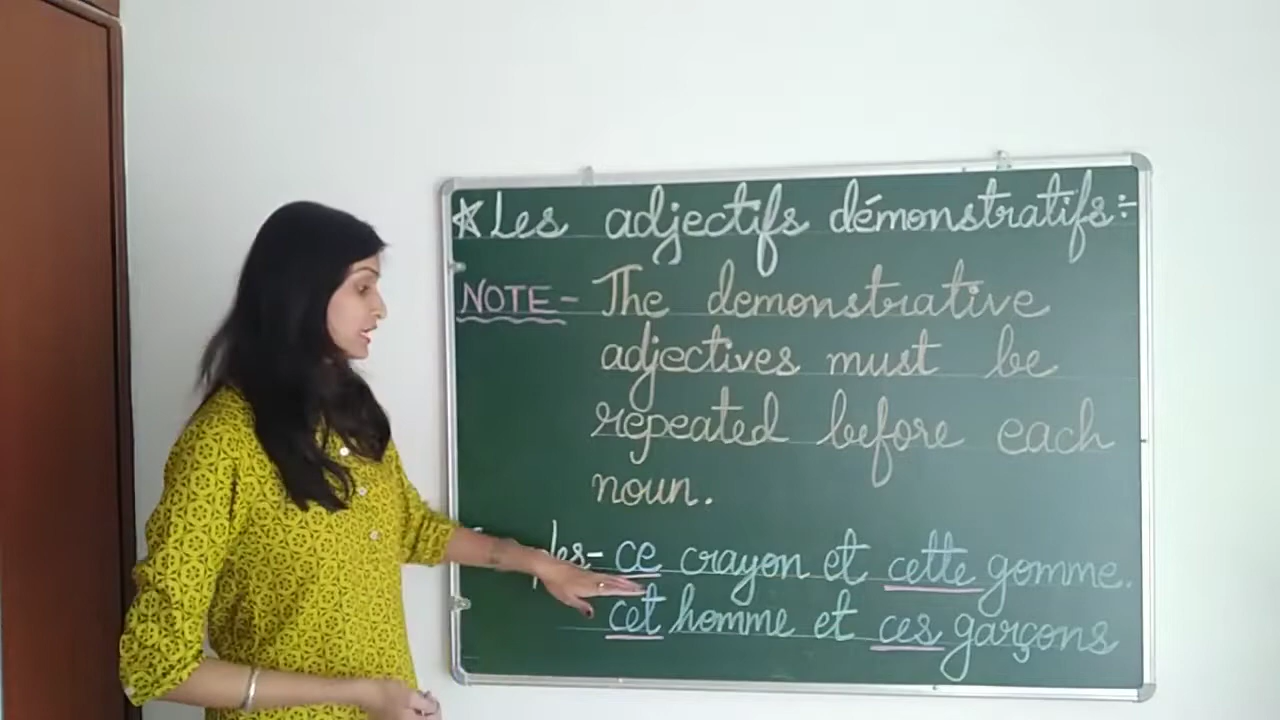 ☆ Les adjectifs démonstratifs:-
NOTE- The demonstrative
adjectives must be
repeated before each
noun.
ce crayon et cette gomme.
cet homme et ces garçons